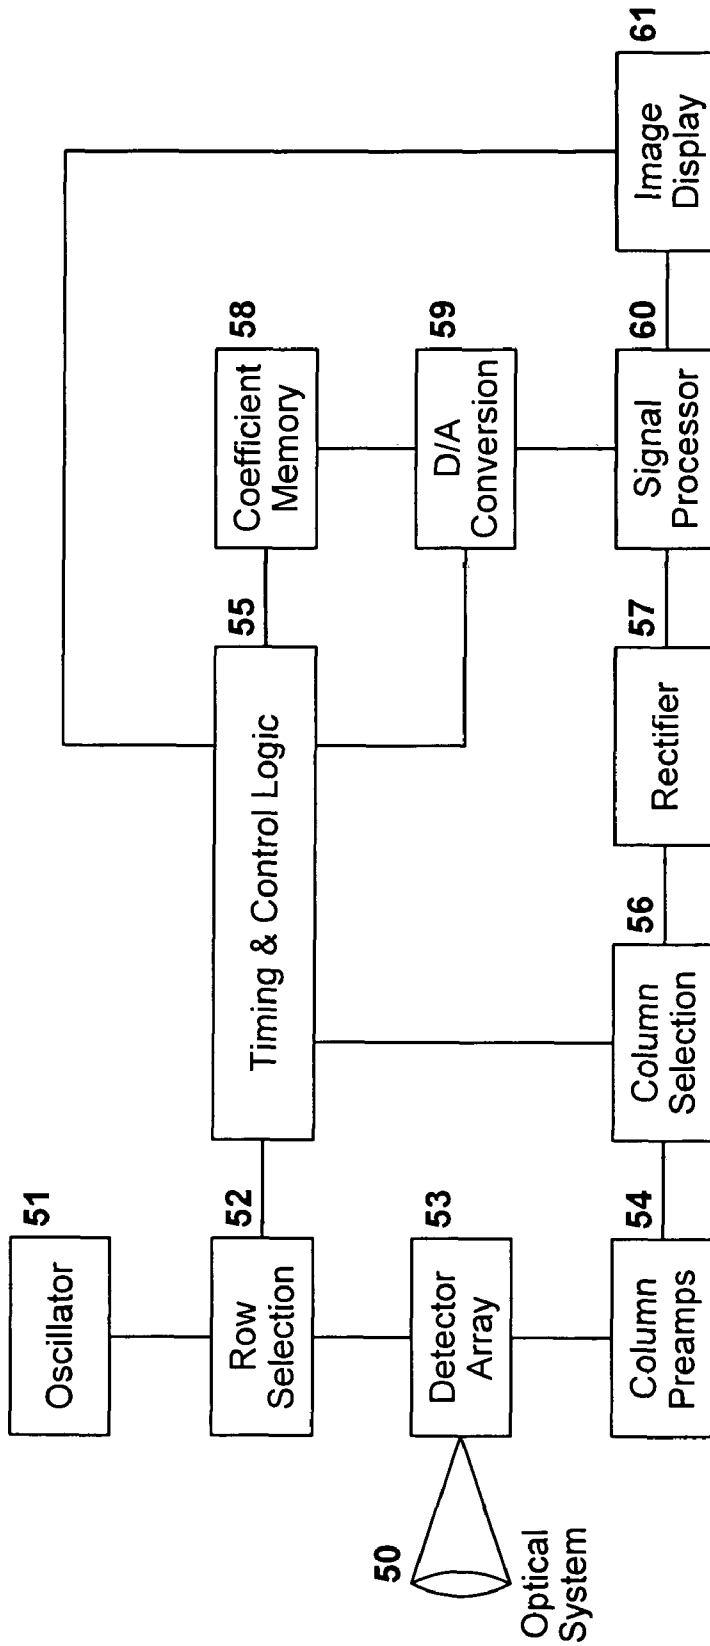 51
Oscillator
52
Row
Selection
Timing & Control Logic
55
Coefficient
Memory
58
50
Optical
System
Detector
Array
53
D/A
Conversion
59
Column
Preamps
54
Column
Selection
56
Rectifier
57
Signal
Processor
60
Image
Display
61